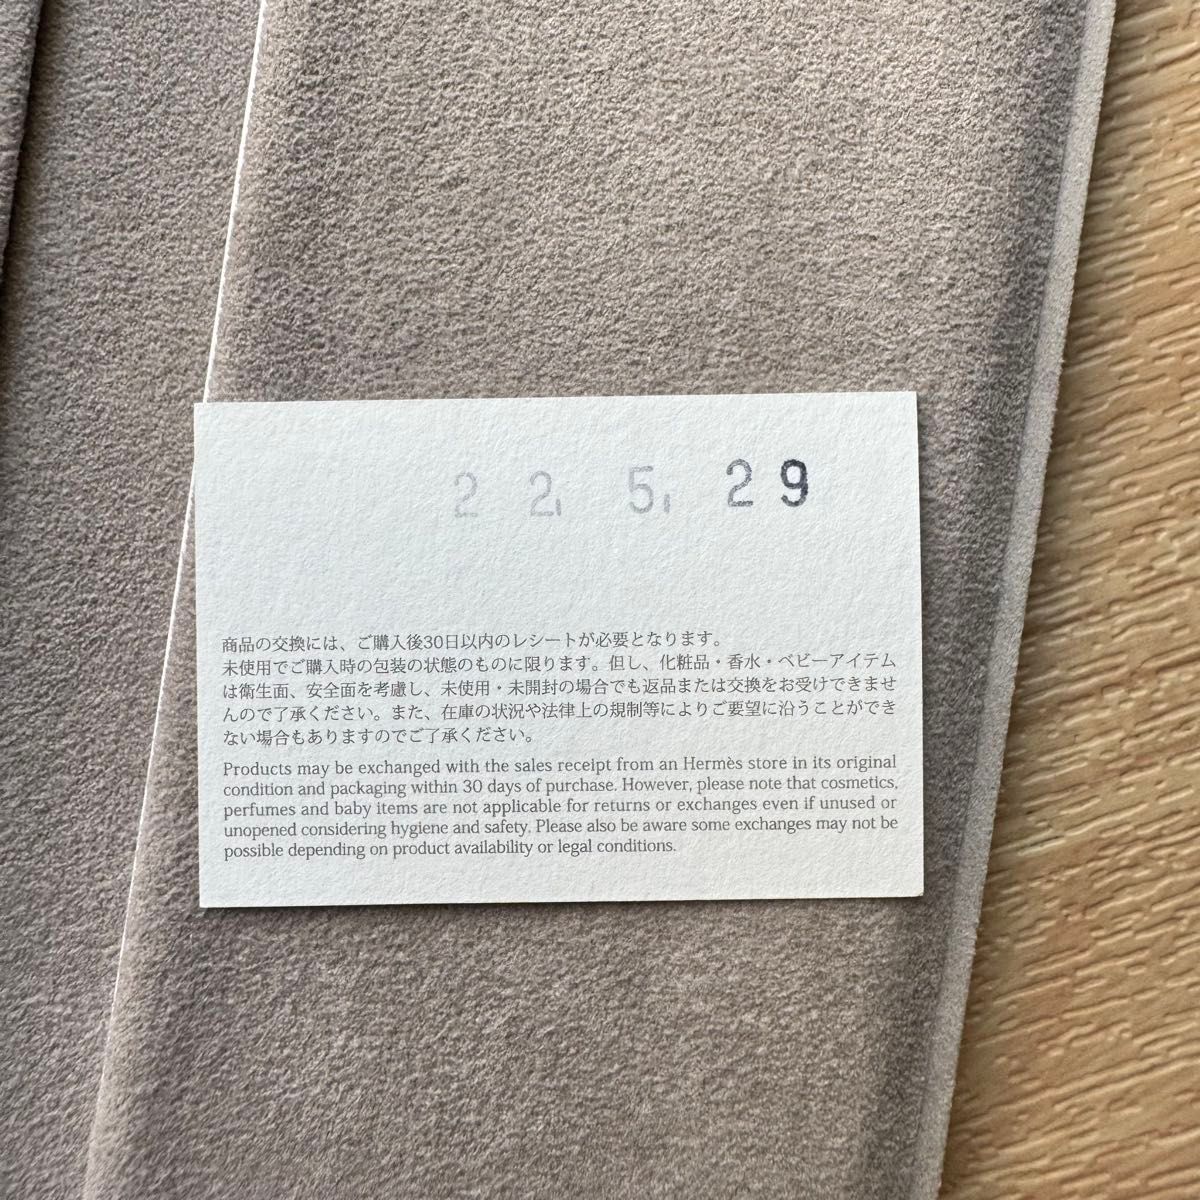 22. 5. 29
商品の交換には、ご購入後30日以内のレシートが必要となります。
未使用でご購入時の包装の状態のものに限ります。但し、化粧品・香水・ベビーアイテム
は衛生面、安全面を考慮し、未使用・未開封の場合でも返品または交換をお受けできませ
んので了承ください。また、在庫の状況や法律上の規制等によりご要望に沿うことができ
ない場合もありますのでご了承ください。
Products may be exchanged with the sales receipt from an Hermès store in its original
condition and packaging within 30 days of purchase. However, please note that cosmetics,
perfumes and baby items are not applicable for returns or exchanges even if unused or
unopened considering hygiene and safety. Please also be aware some exchanges may not be
possible depending on product availability or legal conditions.